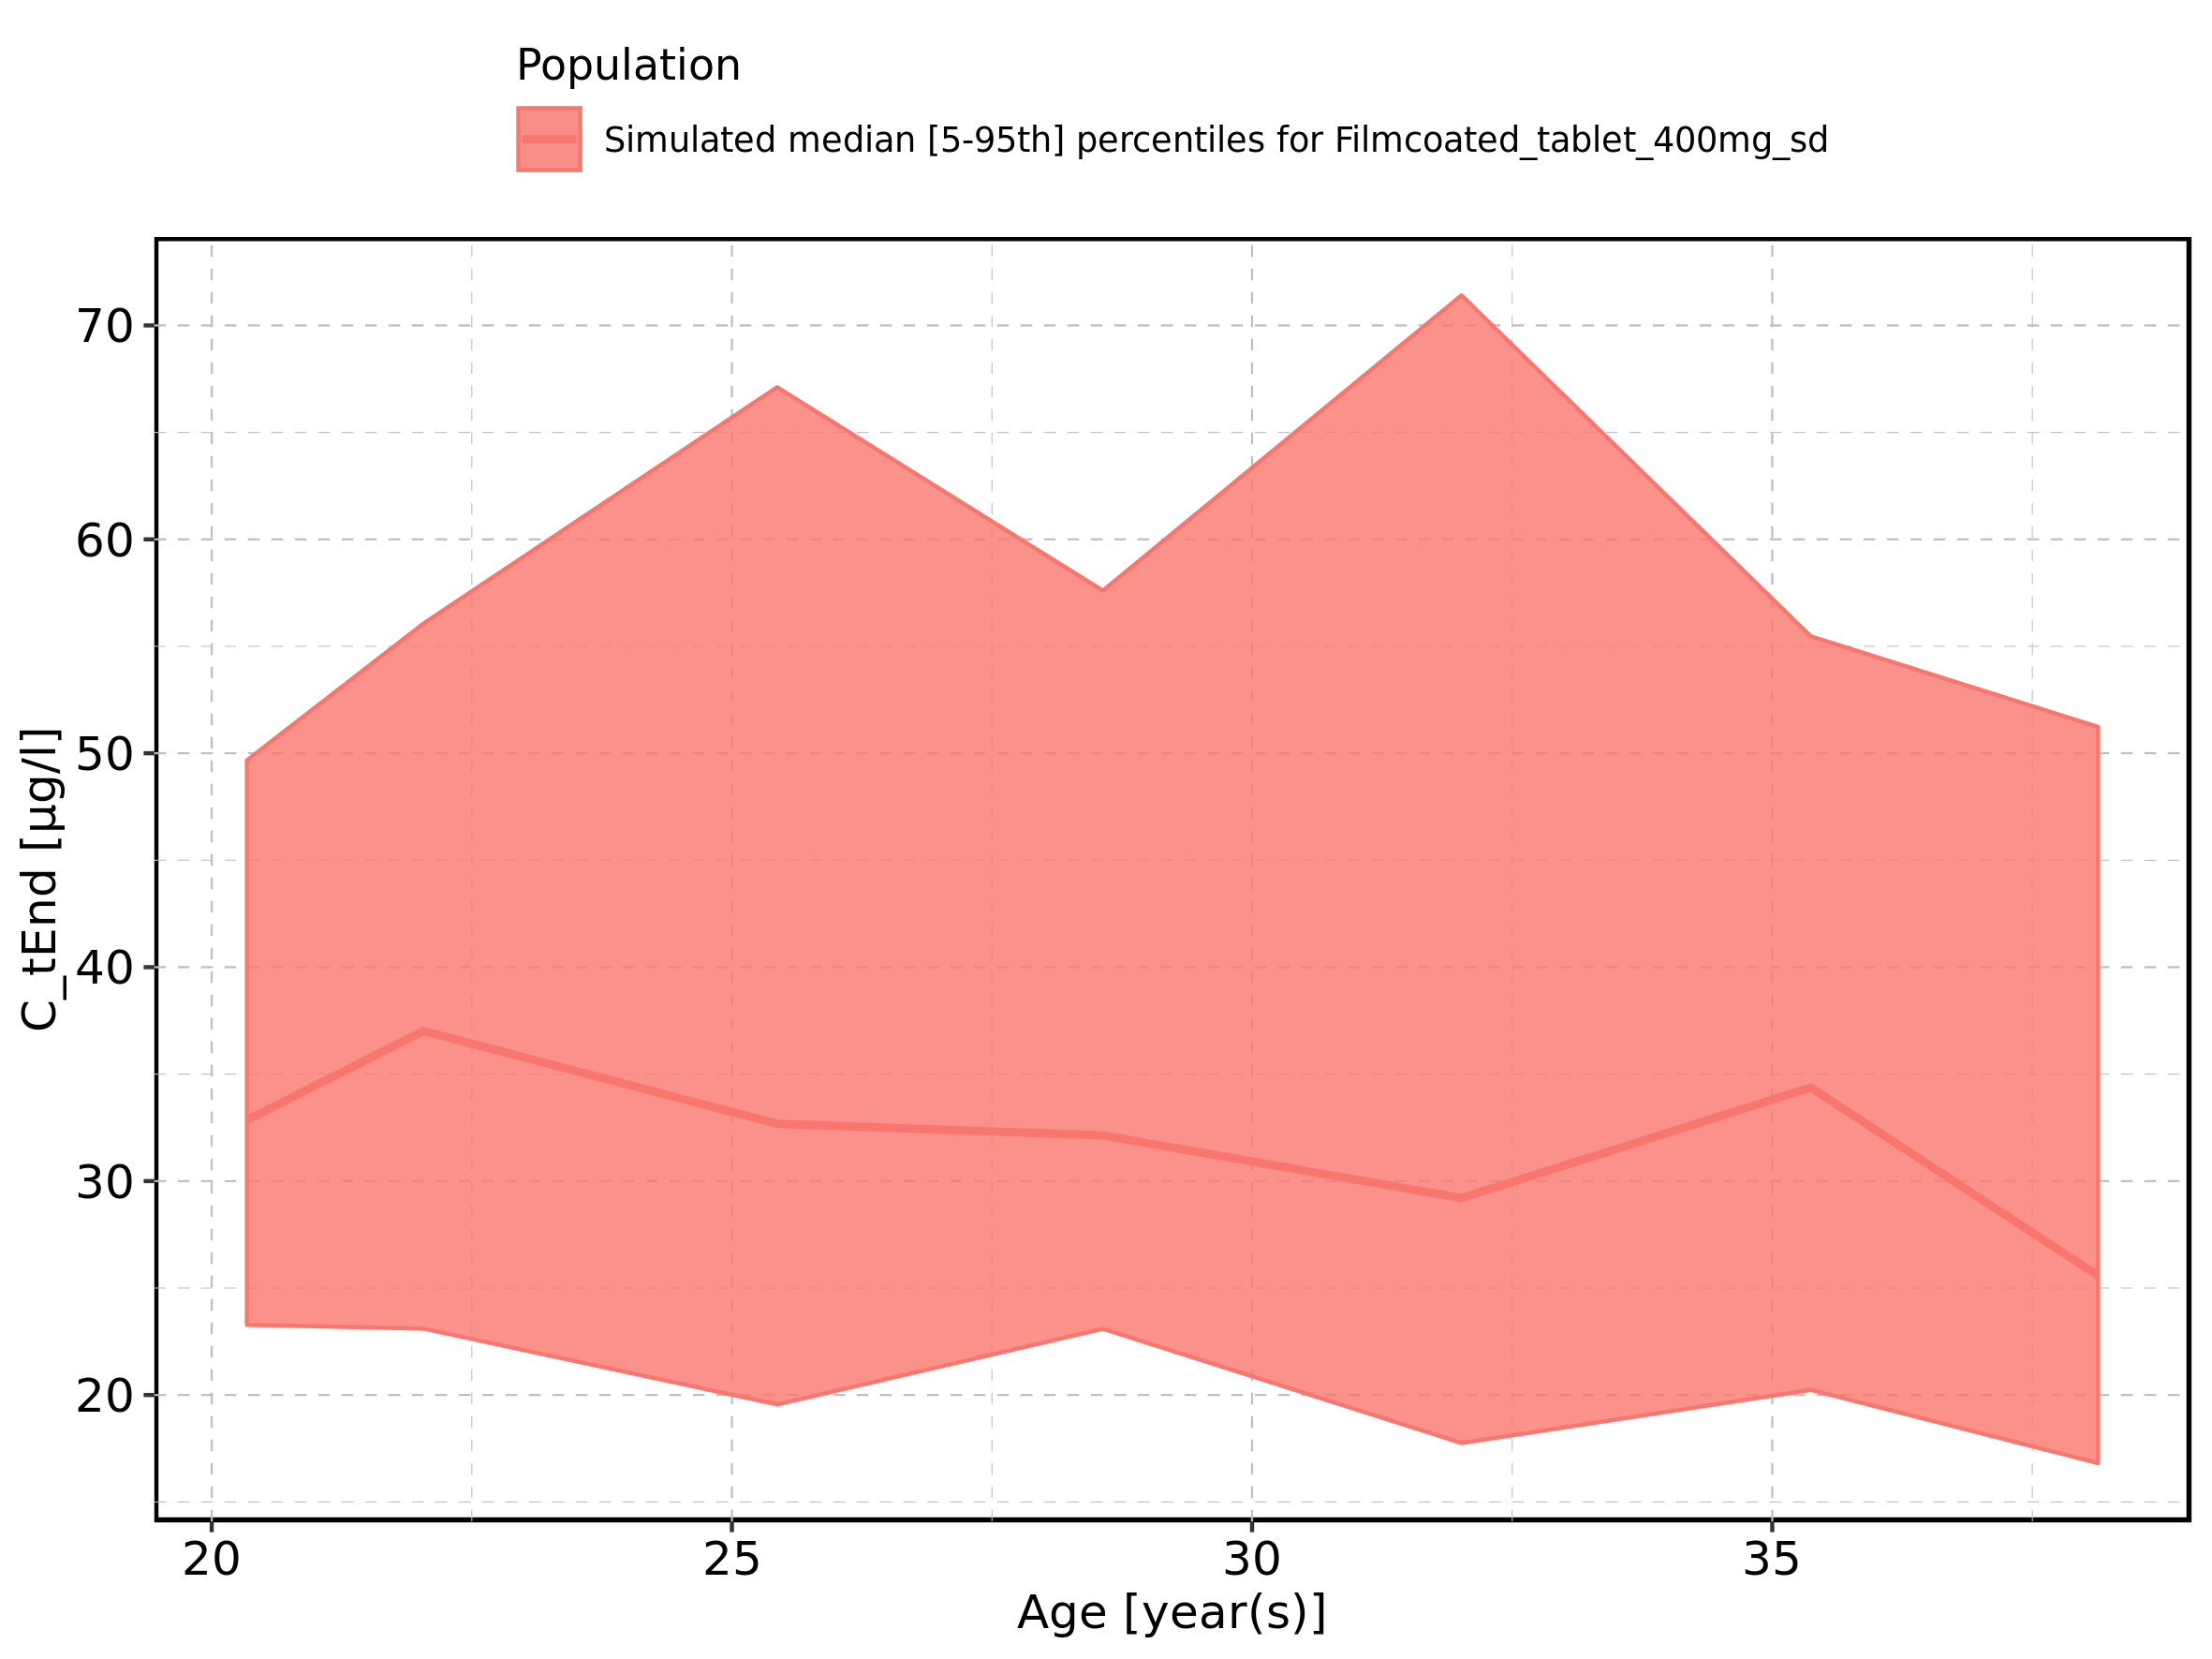 Population
Simulated median [5-95th] percentiles for Filmcoated_tablet_400mg_sd
70
60
50
40
30
20
C_tEnd [µg/l]
20 25 30 35
Age [year(s)]